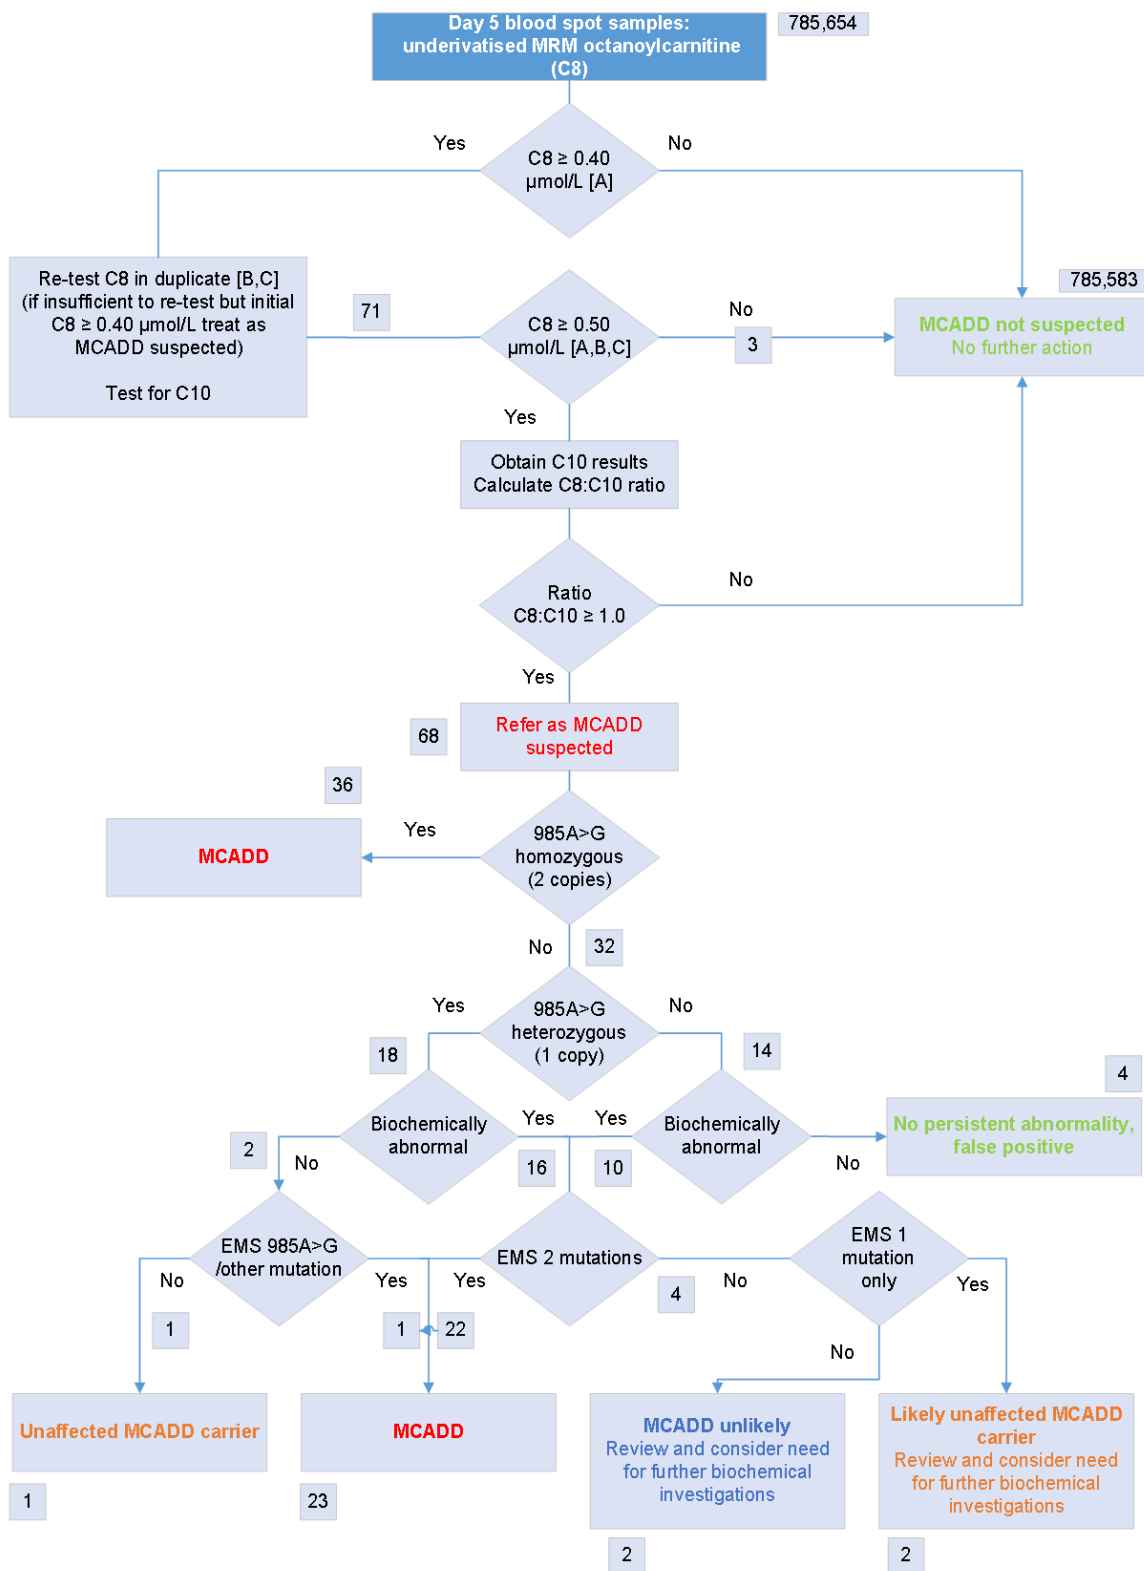 Day 5 blood spot samples:
underivatised MRM octanoylcarnitine
(C8)
785,654
Yes
No
C8 ≥ 0.40
µmol/L [A]
Re-test C8 in duplicate [B,C]
(if insufficient to re-test but initial
C8 ≥ 0.40 µmol/L treat as
MCADD suspected)
Test for C10
71
C8 ≥ 0.50
µmol/L [A,B,C]
No
3
785,583
MCADD not suspected
No further action
Yes
Obtain C10 results
Calculate C8:C10 ratio
Ratio
C8:C10 ≥ 1.0
No
Yes
68
Refer as MCADD
suspected
36
Yes
MCADD
985A>G
homozygous
(2 copies)
No
32
Yes
985A>G
heterozygous
(1 copy)
No
18
14
4
Biochemically
abnormal
Yes
Yes
Biochemically
abnormal
No persistent abnormality,
false positive
2
No
16
10
No
EMS 985A>G
/other mutation
EMS 2 mutations
EMS 1
mutation
only
No
Yes
Yes
4
No
Yes
1
1
22
No
Unaffected MCADD carrier
MCADD
MCADD unlikely
Review and consider need
for further biochemical
investigations
Likely unaffected MCADD
carrier
Review and consider need
for further biochemical
investigations
1
23
2
2